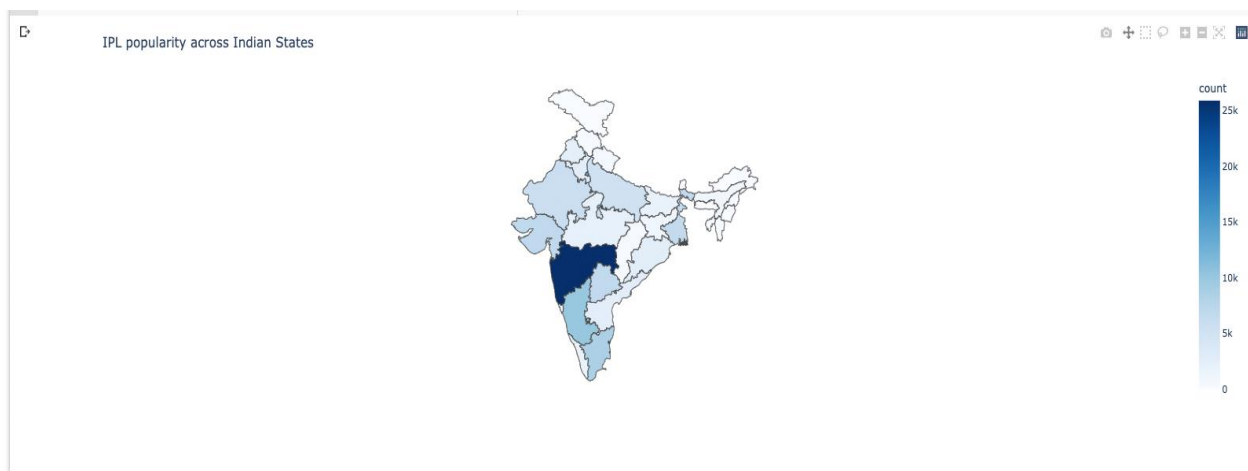 IPL popularity across Indian States
count
25k
20k
15k
10k
5k
0